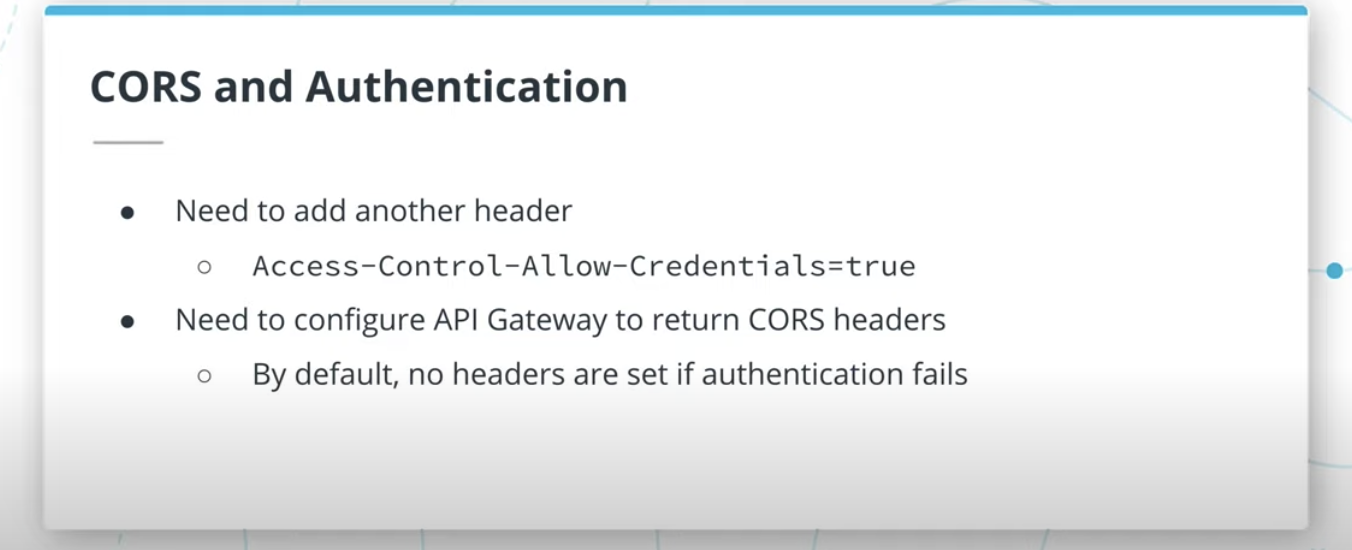 CORS and Authentication
● Need to add another header
○ Access-Control-Allow-Credentials=true
● Need to configure API Gateway to return CORS headers
○ By default, no headers are set if authentication fails